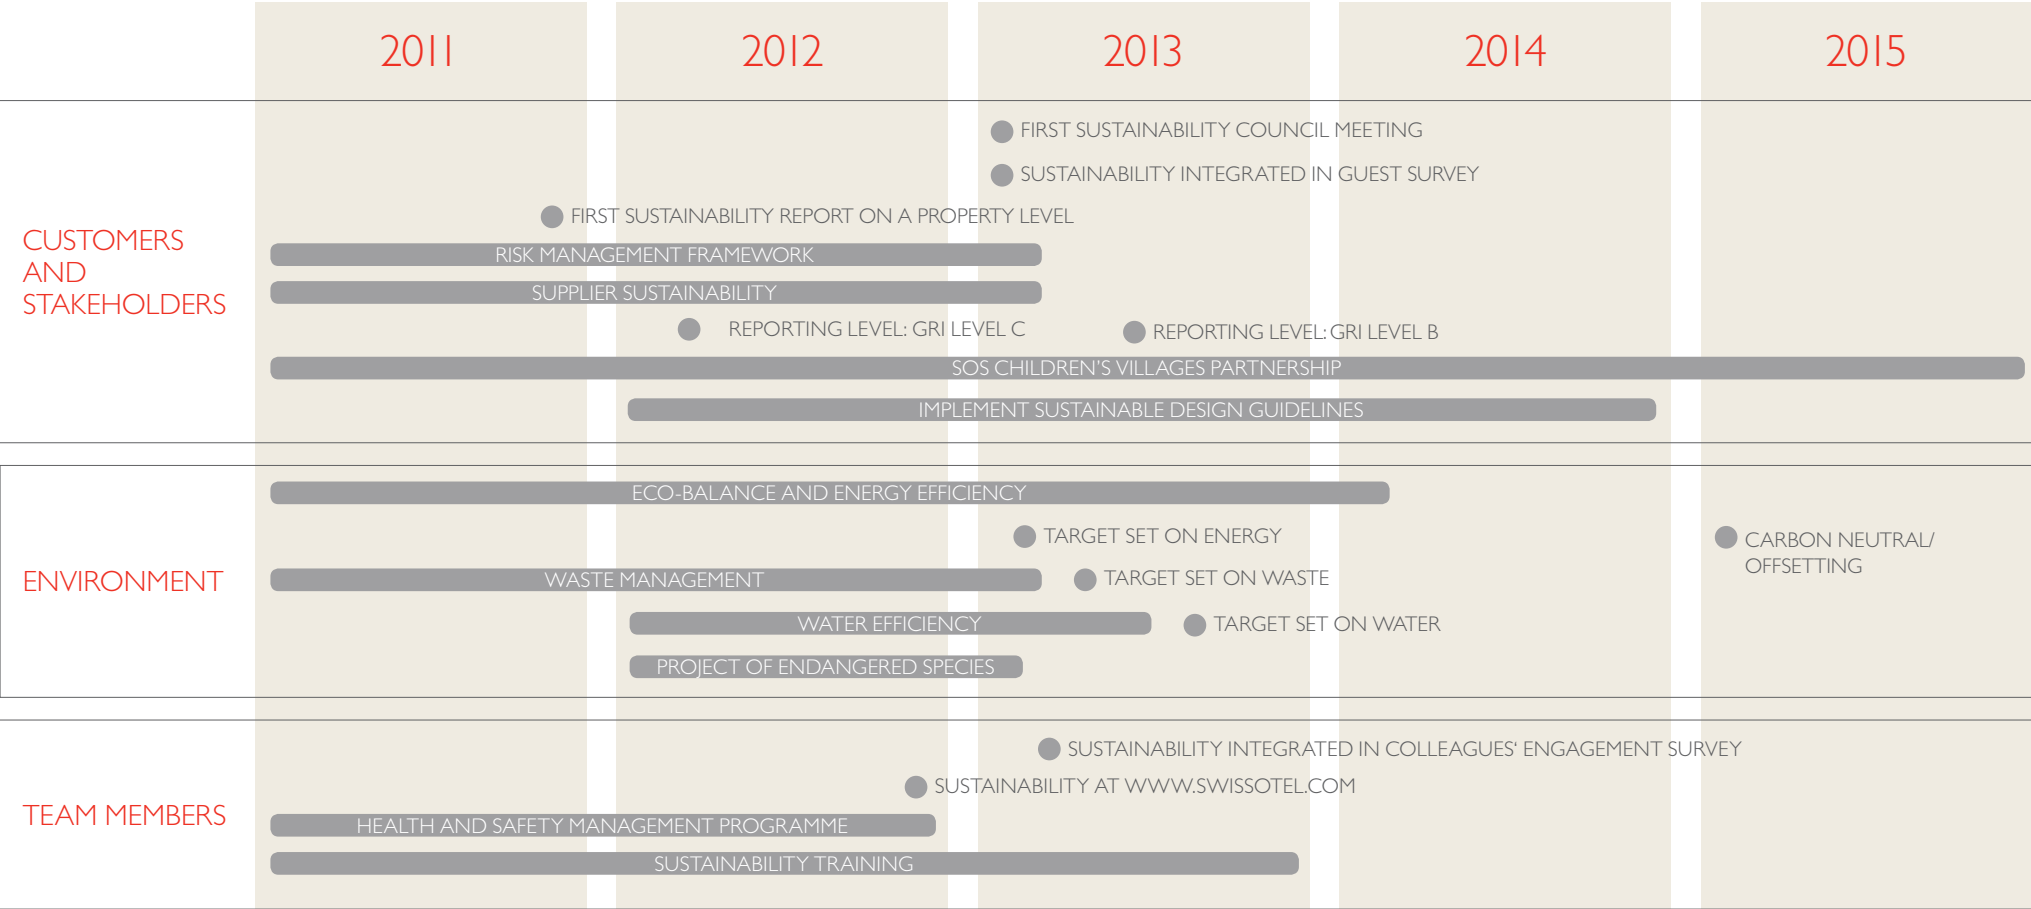 2011
2012
2013
2014
2015
CUSTOMERS
AND
STAKEHOLDERS
FIRST SUSTAINABILITY COUNCIL MEETING
SUSTAINABILITY INTEGRATED IN GUEST SURVEY
FIRST SUSTAINABILITY REPORT ON A PROPERTY LEVEL
RISK MANAGEMENT FRAMEWORK
SUPPLIER SUSTAINABILITY
REPORTING LEVEL: GRI LEVEL C
REPORTING LEVEL: GRI LEVEL B
SOS CHILDREN'S VILLAGES PARTNERSHIP
IMPLEMENT SUSTAINABLE DESIGN GUIDELINES
ENVIRONMENT
ECO-BALANCE AND ENERGY EFFICIENCY
TARGET SET ON ENERGY
CARBON NEUTRAL/
OFFSETTING
WASTE MANAGEMENT
TARGET SET ON WASTE
WATER EFFICIENCY
TARGET SET ON WATER
PROJECT OF ENDANGERED SPECIES
TEAM MEMBERS
SUSTAINABILITY INTEGRATED IN COLLEAGUES‘ ENGAGEMENT SURVEY
SUSTAINABILITY AT WWW.SWISSOTEL.COM
HEALTH AND SAFETY MANAGEMENT PROGRAMME
SUSTAINABILITY TRAINING